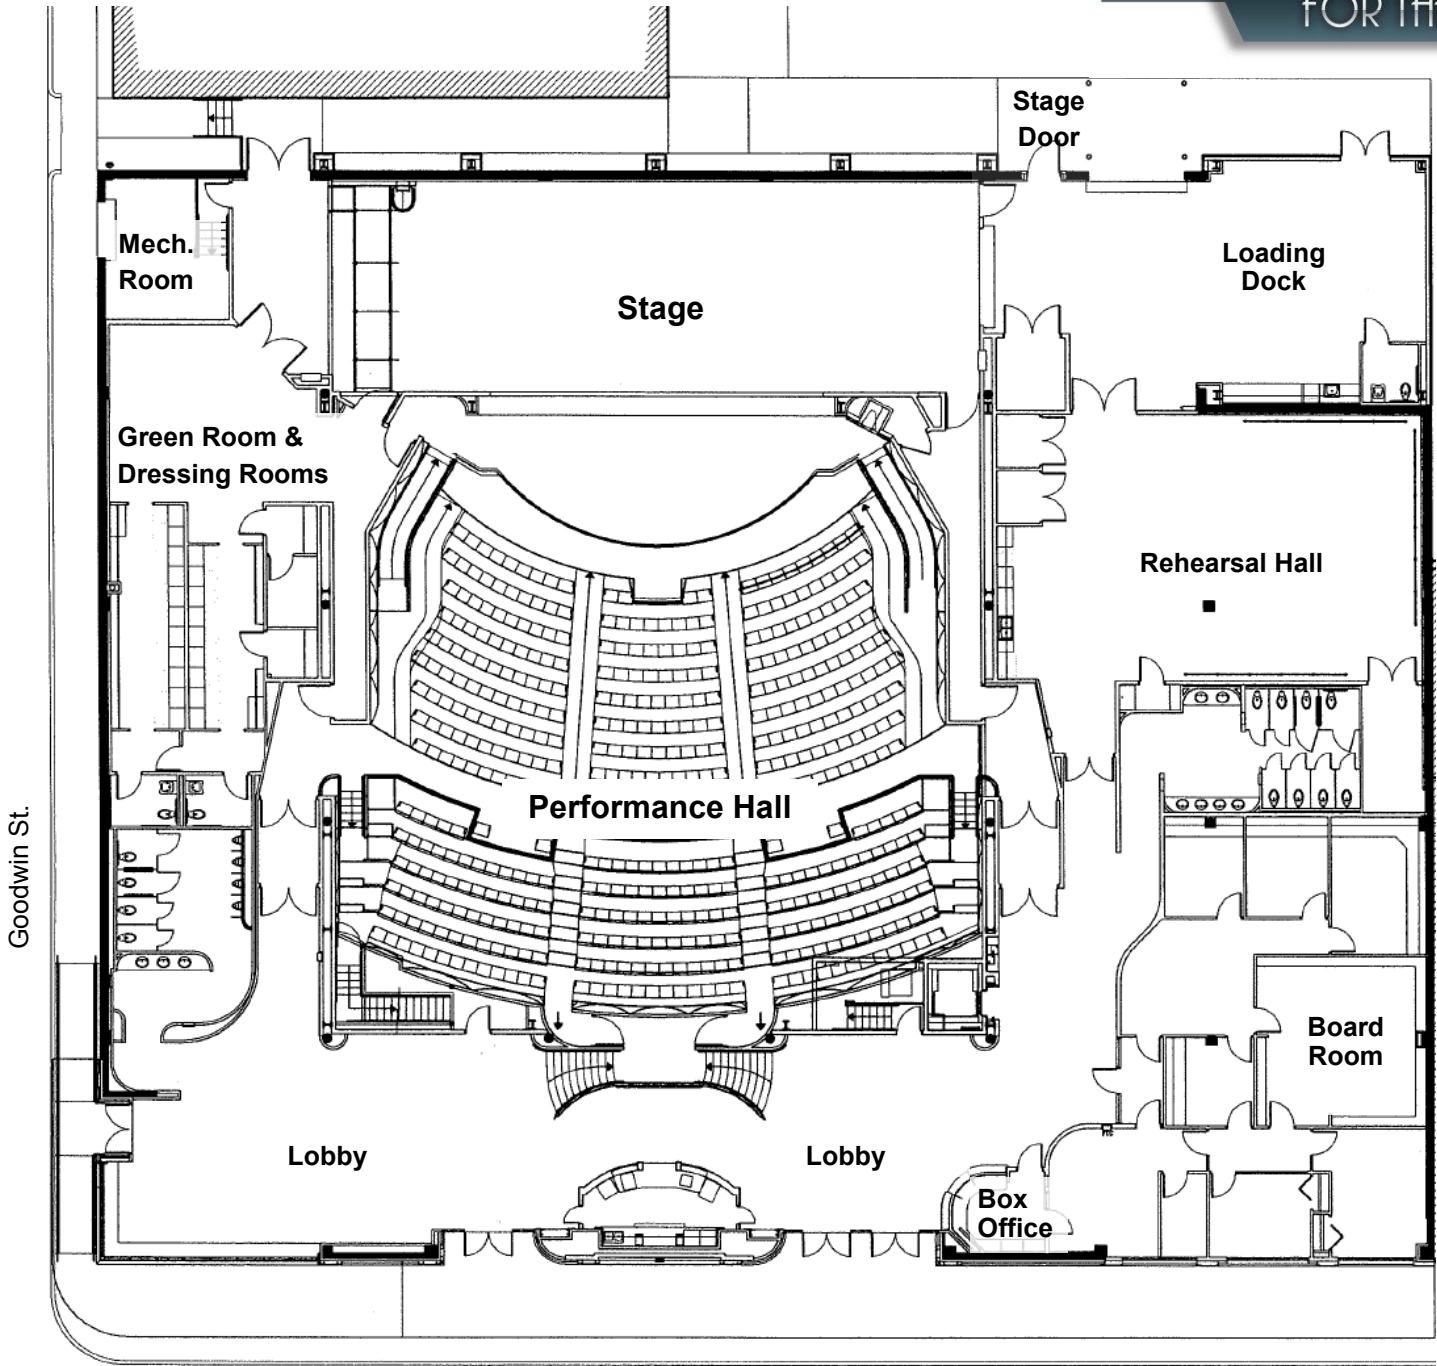 FOR TH
Stage
Door
Mech.
Room
Loading
Dock
Stage
Green Room &
Dressing Rooms
Rehearsal Hall
Performance Hall
Goodwin St.
Board
Room
Lobby
Lobby
Box
Office